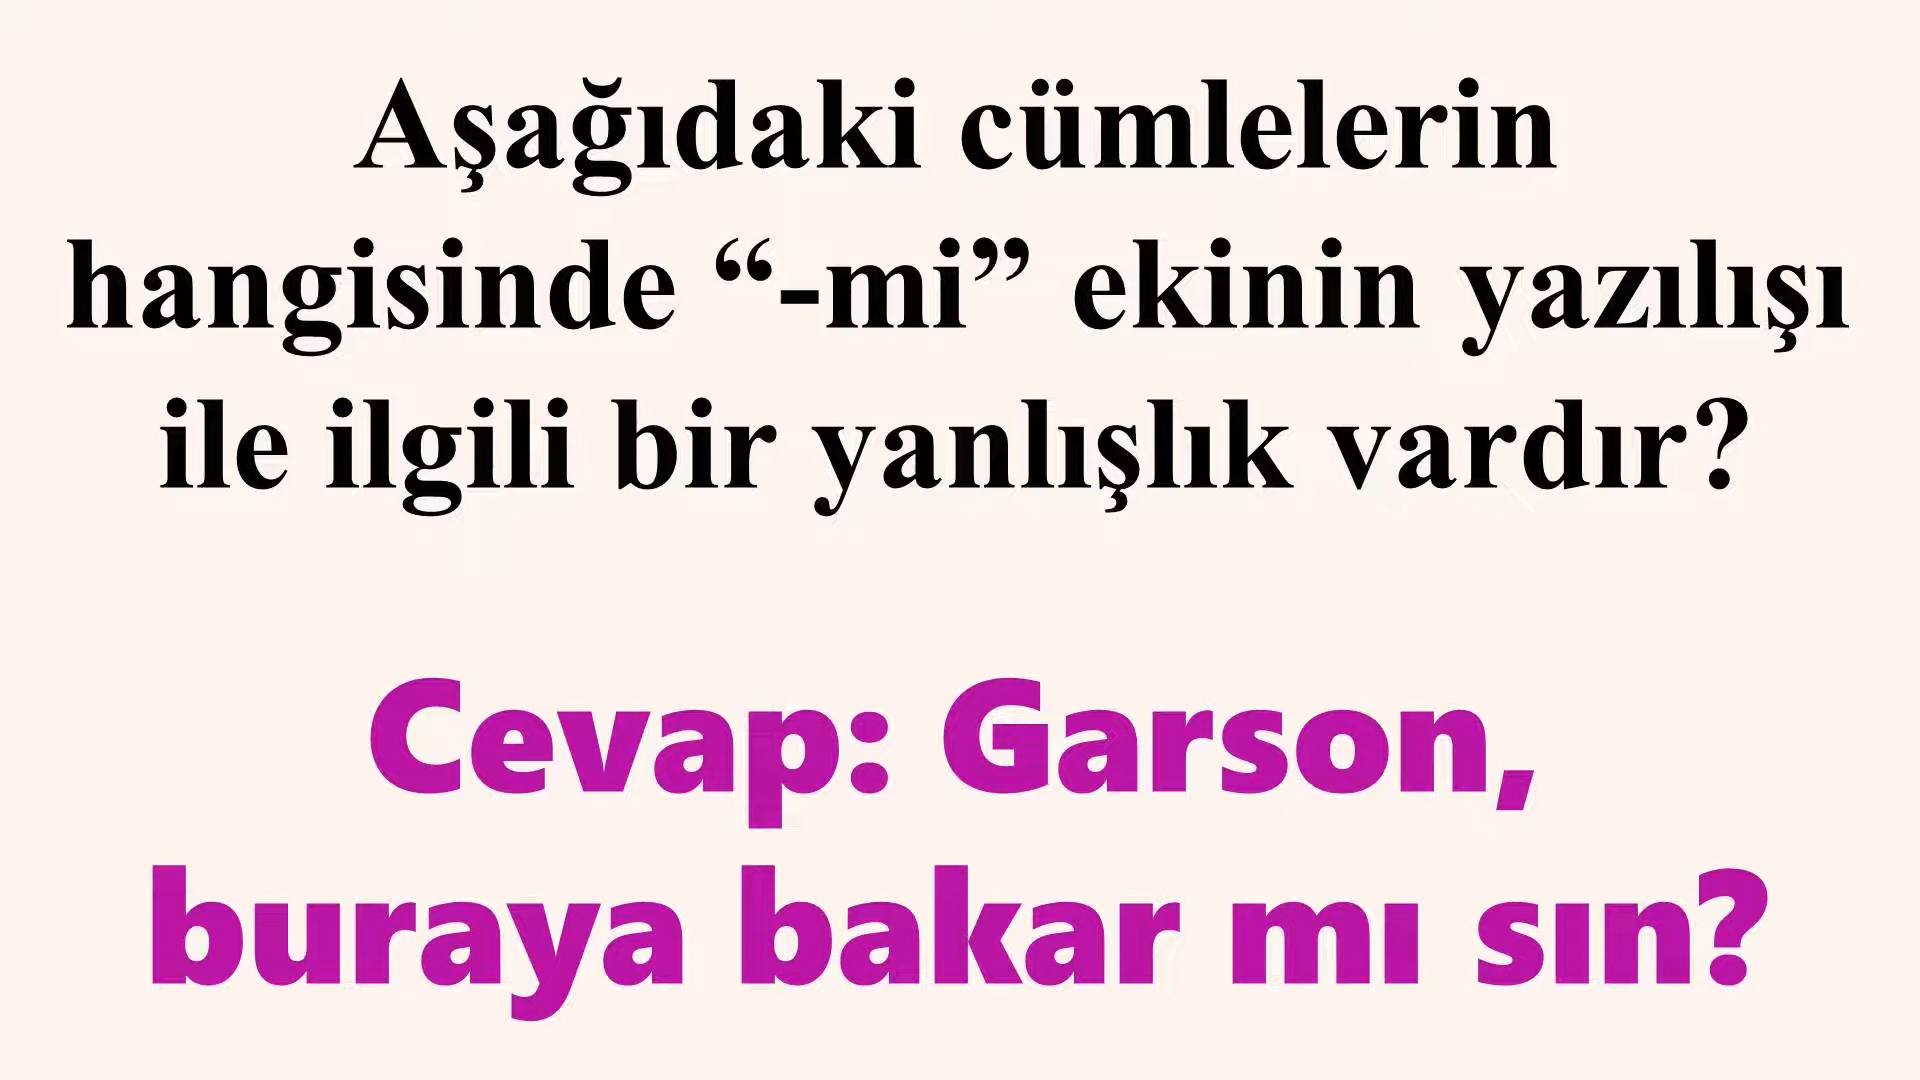 Aşağıdaki cümlelerin
hangisinde “-mi” ekinin yazılışı
ile ilgili bir yanlışlık vardır?
Cevap: Garson,
buraya bakar mı sın?